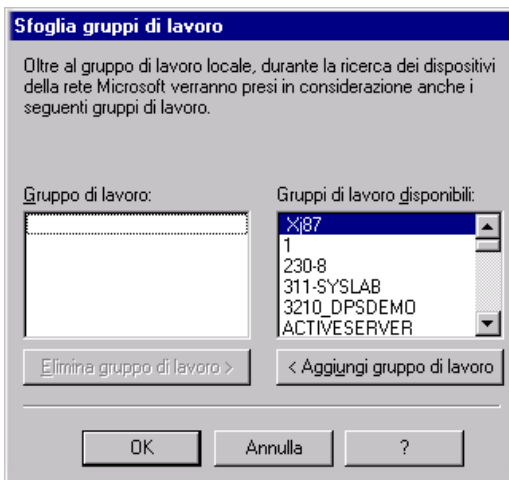 Sfoglia gruppi di lavoro
Oltre al gruppo di lavoro locale, durante la ricerca dei dispositivi
della rete Microsoft verranno presi in considerazione anche i
seguenti gruppi di lavoro.
Gruppo di lavoro:
Gruppi di lavoro disponibili:
Xj87
1
230-8
311-SYSLAB
3210_DPSDEMO
ACTIVESERVER
Elimina gruppo di lavoro >
< Aggiungi gruppo di lavoro
OK
Annulla
?